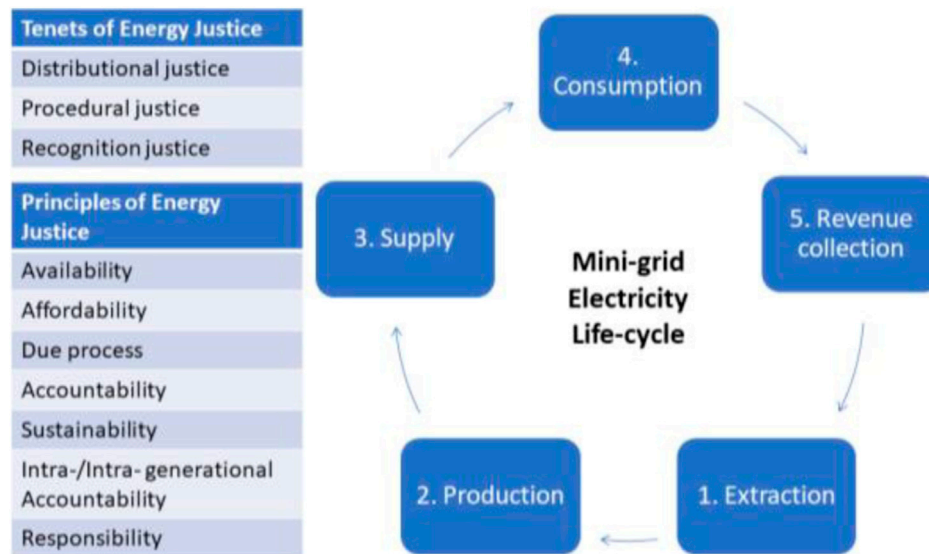 Tenets of Energy Justice
Distributional justice
Procedural justice
Recognition justice
Principles of Energy
Justice
Availability
Affordability
Due process
Accountability
Sustainability
Intra-/Intra- generational
Accountability
Responsibility
4.
Consumption
5. Revenue
collection
1. Extraction
2. Production
3. Supply
Mini-grid
Electricity
Life-cycle